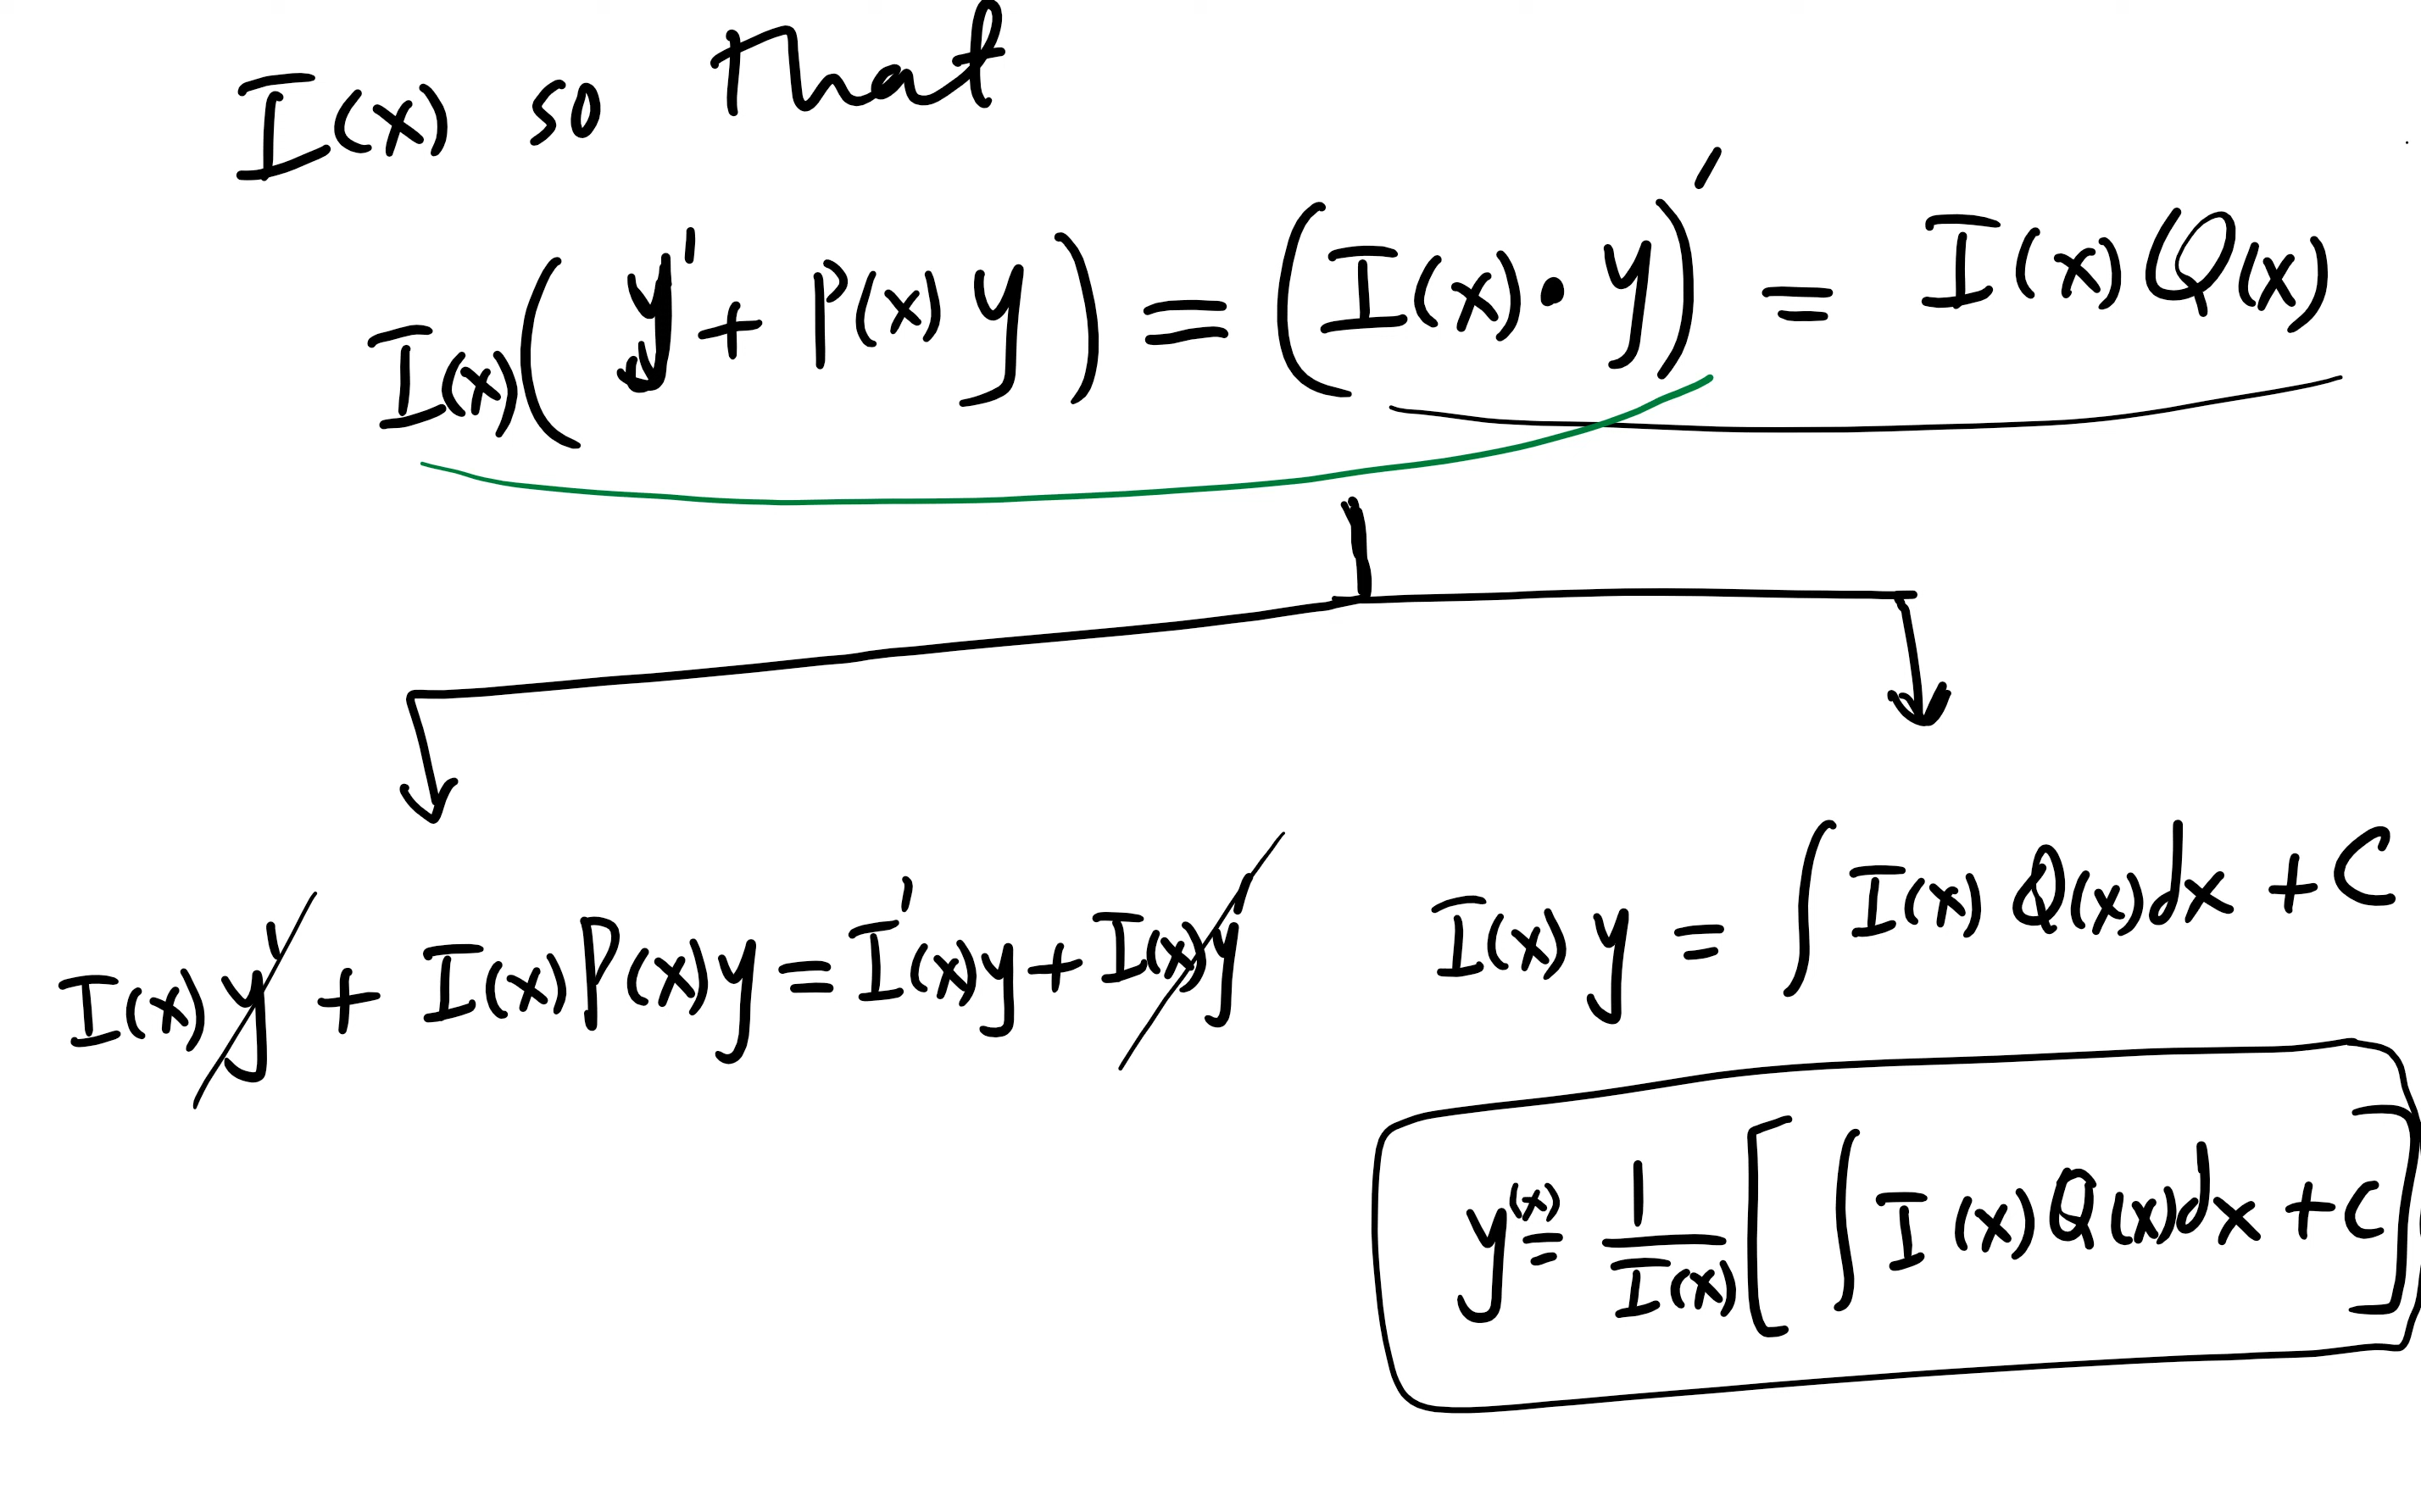 I(x) so That
I(x)(y' + P(x)y) = (I(x)•y)' = I(x)Q(x)
I(x)y' + I(x)P(x)y = I'(x)y + I(x)y'
I(x)y = ∫I(x)Q(x)dx + C
y(x) = 1/I(x) [∫I(x)Q(x)dx + C]